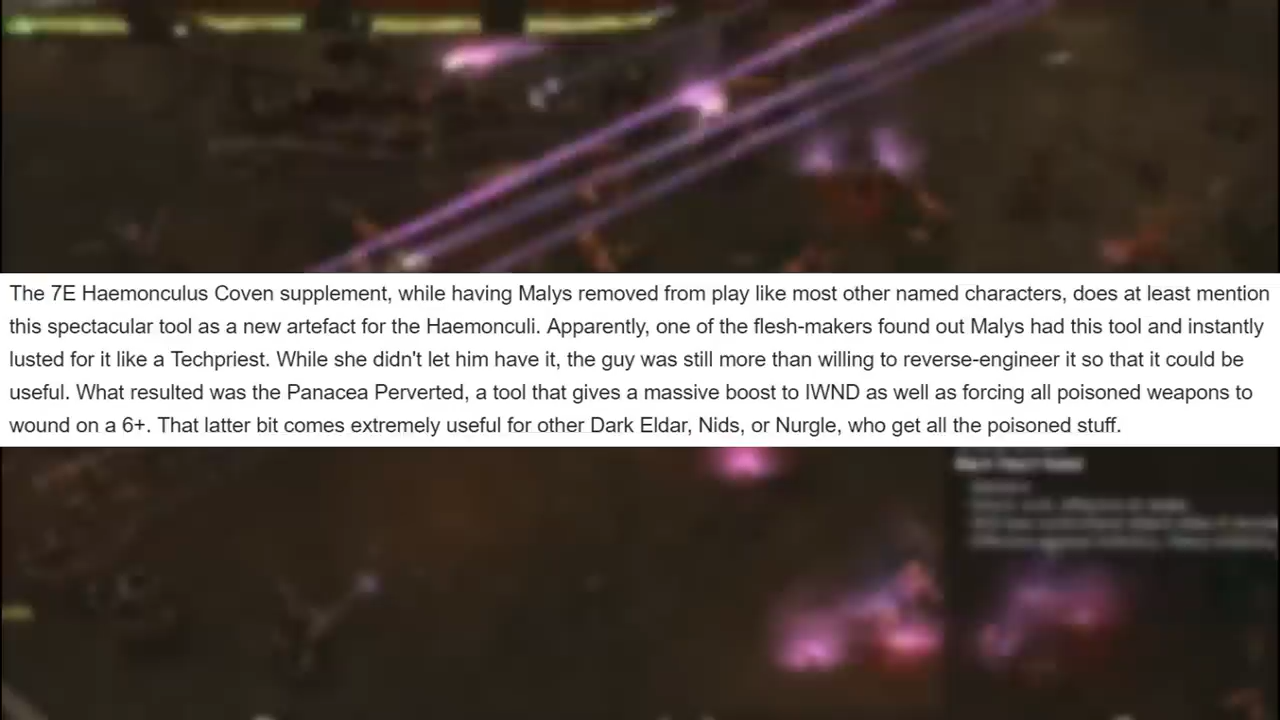 The 7E Haemonculus Coven supplement, while having Malys removed from play like most other named characters, does at least mention
this spectacular tool as a new artefact for the Haemonculi. Apparently, one of the flesh-makers found out Malys had this tool and instantly
lusted for it like a Techpriest. While she didn't let him have it, the guy was still more than willing to reverse-engineer it so that it could be
useful. What resulted was the Panacea Perverted, a tool that gives a massive boost to IWND as well as forcing all poisoned weapons to
wound on a 6+. That latter bit comes extremely useful for other Dark Eldar, Nids, or Nurgle, who get all the poisoned stuff.